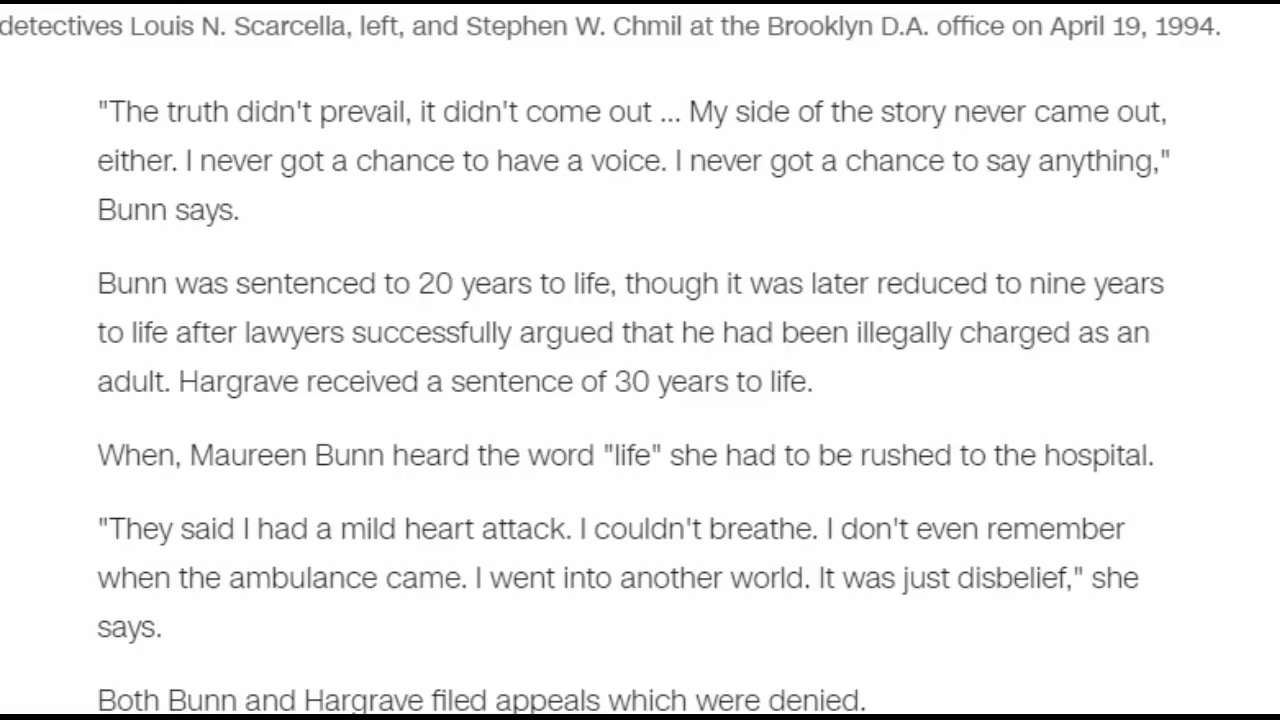 detectives Louis N. Scarcella, left, and Stephen W. Chmil at the Brooklyn D.A. office on April 19, 1994.
"The truth didn't prevail, it didn't come out ... My side of the story never came out,
either. I never got a chance to have a voice. I never got a chance to say anything,"
Bunn says.
Bunn was sentenced to 20 years to life, though it was later reduced to nine years
to life after lawyers successfully argued that he had been illegally charged as an
adult. Hargrave received a sentence of 30 years to life.
When, Maureen Bunn heard the word "life" she had to be rushed to the hospital.
"They said I had a mild heart attack. I couldn't breathe. I don't even remember
when the ambulance came. I went into another world. It was just disbelief," she
says.
Both Bunn and Hargrave filed appeals which were denied.